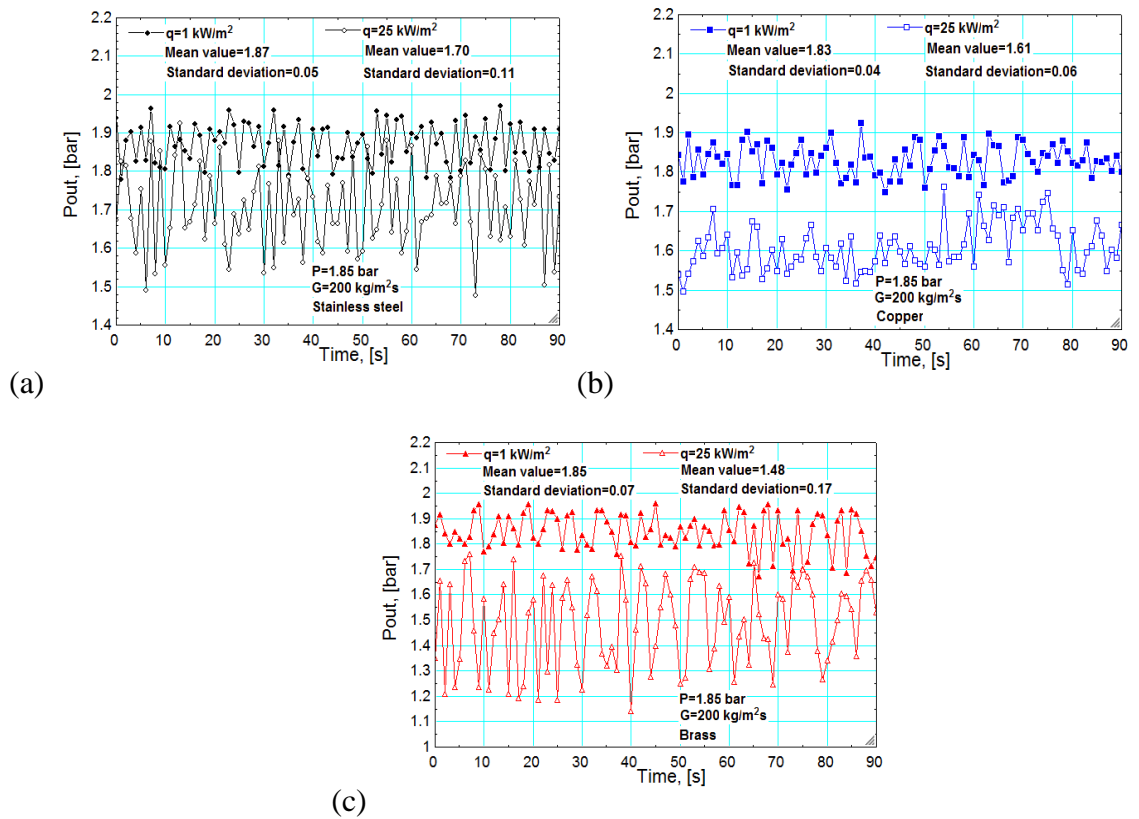 q=1 kW/m²
q=25 kW/m²
Mean value=1.87
Mean value=1.70
Standard deviation=0.05
Standard deviation=0.11
2.2
2.1
2
1.9
1.8
1.7
1.6
1.5
1.4
Pout, [bar]
P=1.85 bar
G=200 kg/m²s
Stainless steel
0 10 20 30 40 50 60 70 80 90
Time, [s]
(a)
q=1 kW/m²
q=25 kW/m²
Mean value=1.83
Mean value=1.61
Standard deviation=0.04
Standard deviation=0.06
2.2
2.1
2
1.9
1.8
1.7
1.6
1.5
1.4
Pout, [bar]
P=1.85 bar
G=200 kg/m²s
Copper
0 10 20 30 40 50 60 70 80 90
Time, [s]
(b)
q=1 kW/m²
q=25 kW/m²
Mean value=1.85
Mean value=1.48
Standard deviation=0.07
Standard deviation=0.17
2.2
2.1
2
1.9
1.8
1.7
1.6
1.5
1.4
1.3
1.2
1.1
1
Pout, [bar]
P=1.85 bar
G=200 kg/m²s
Brass
0 10 20 30 40 50 60 70 80 90
Time, [s]
(c)